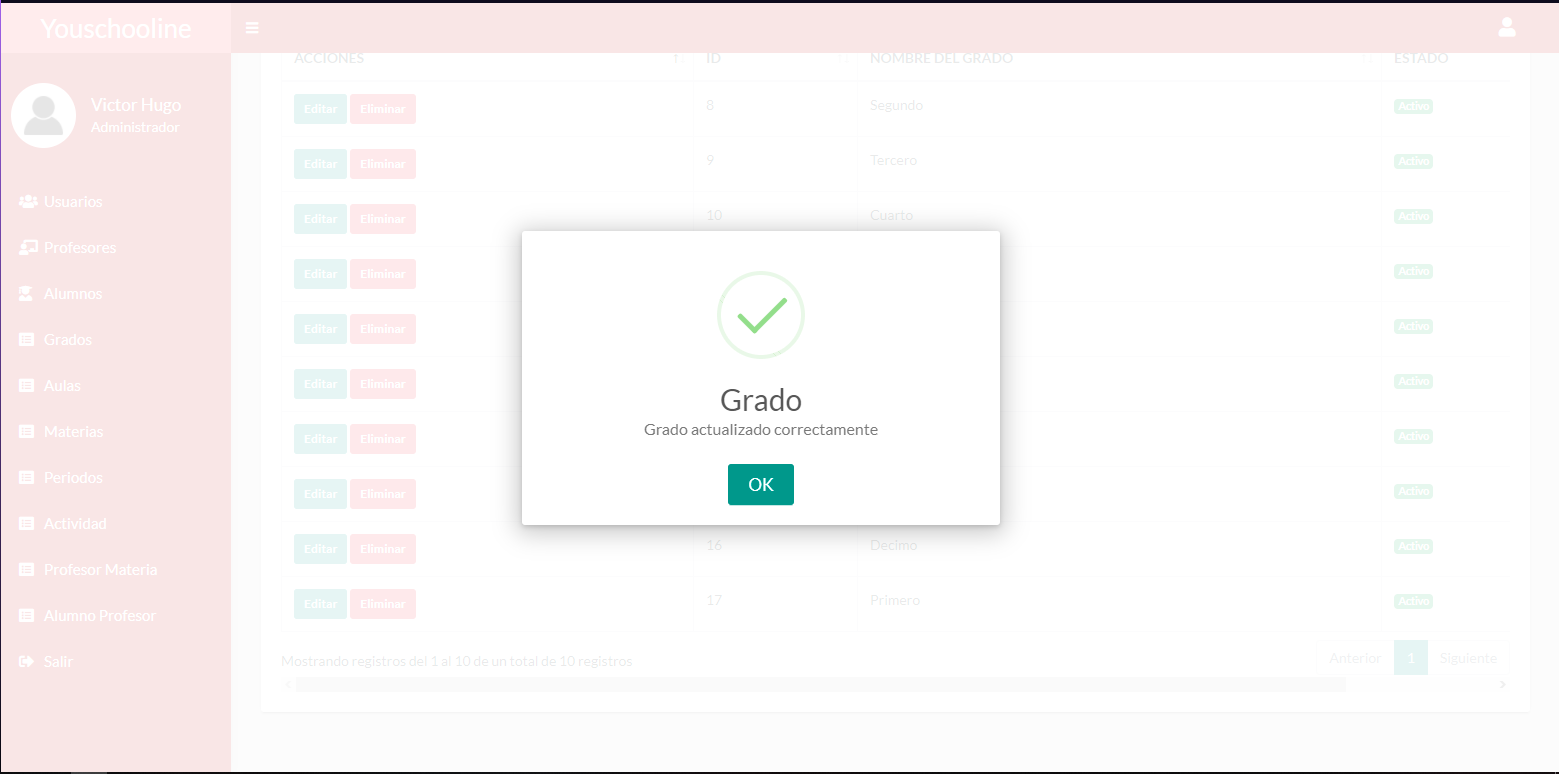 Youschooline
Victor Hugo
Administrador
Usuarios
Profesores
Alumnos
Grados
Aulas
Materias
Periodos
Actividad
Profesor Materia
Alumno Profesor
Salir
ACCIONES ID NOMBRE DEL GRADO ESTADO
Editar Eliminar 8 Segundo Activo
Editar Eliminar 9 Tercero Activo
Editar Eliminar 10 Cuarto Activo
Editar Eliminar Activo
Editar Eliminar Activo
Editar Eliminar Activo
Editar Eliminar Activo
Editar Eliminar Activo
Editar Eliminar 16 Decimo Activo
Editar Eliminar 17 Primero Activo
Mostrando registros del 1 al 10 de un total de 10 registros
Anterior 1 Siguiente
Grado
Grado actualizado correctamente
OK